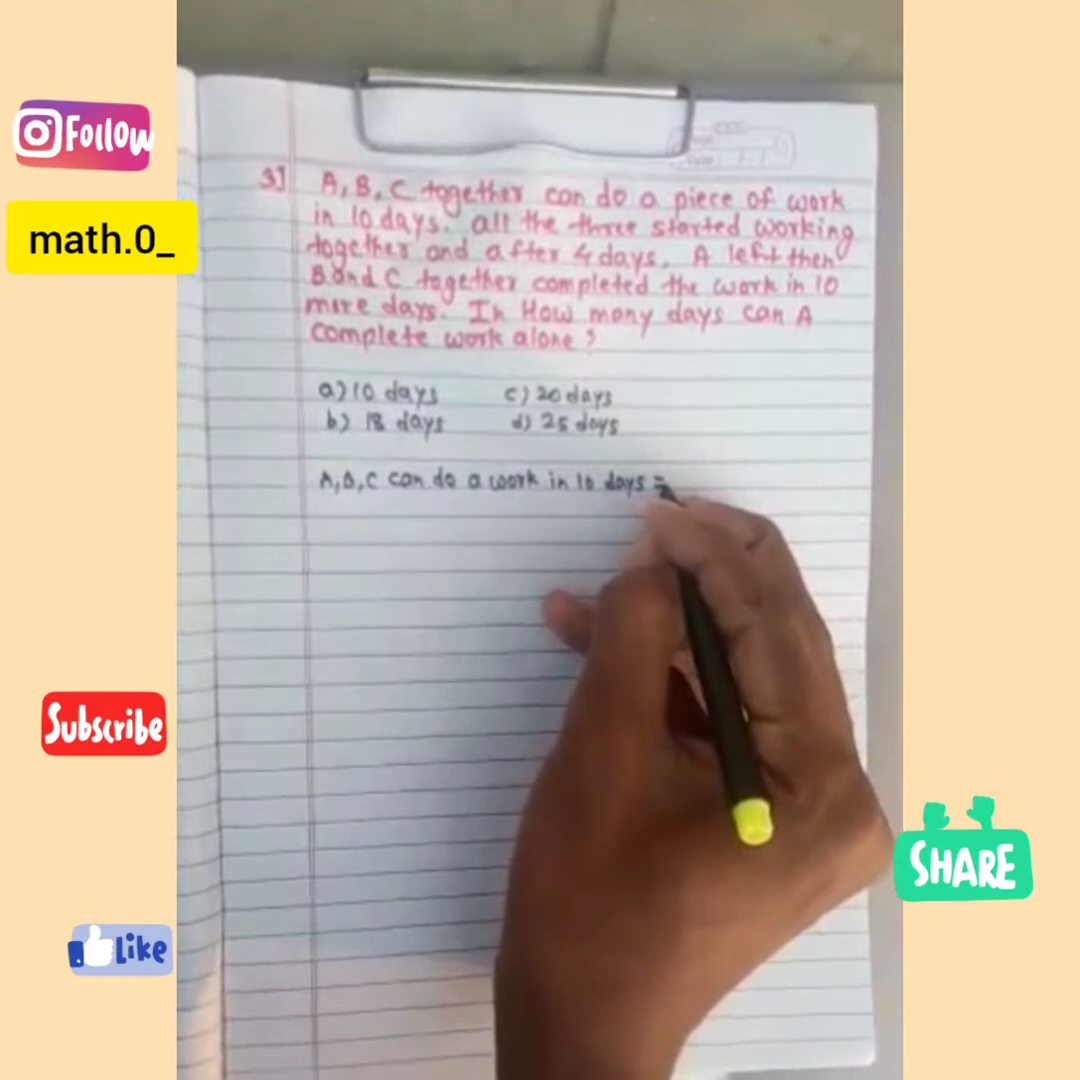 Follow
math.0_
3] A, B, C together can do a piece of work
in 10 days. all the three started working
together and after 4 days, A left then
B and C together completed the work in 10
more days. In How many days can A
complete work alone?
a) 10 days c) 20 days
b) 18 days d) 25 days
A, B, C can do a work in 10 days =
Subscribe
SHARE
Like